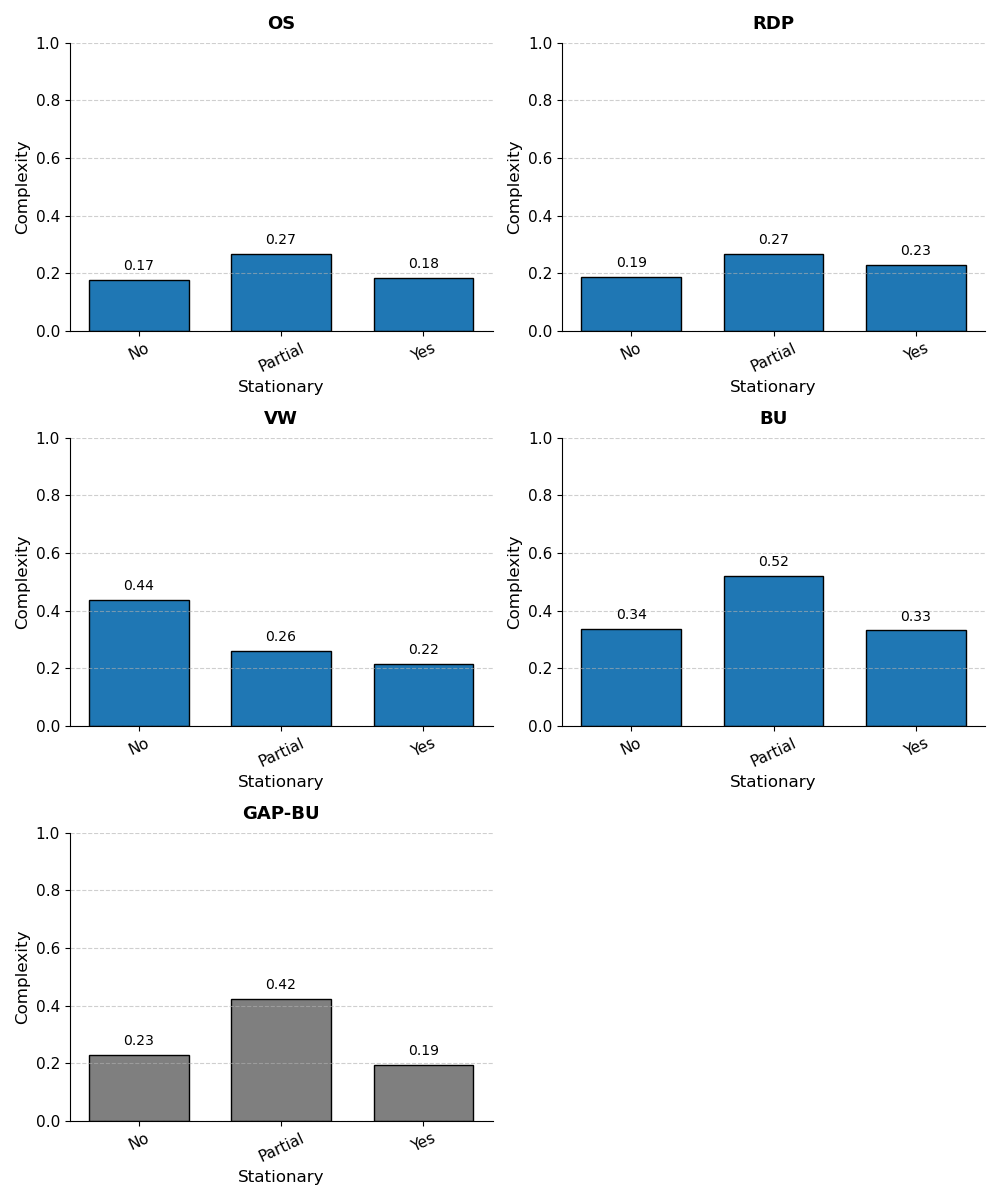 OS
1.0
0.8
0.6
0.4
0.2
0.0
Complexity
0.17
0.27
0.18
No
Partial
Yes
Stationary
RDP
1.0
0.8
0.6
0.4
0.2
0.0
Complexity
0.19
0.27
0.23
No
Partial
Yes
Stationary
VW
1.0
0.8
0.6
0.4
0.2
0.0
Complexity
0.44
0.26
0.22
No
Partial
Yes
Stationary
BU
1.0
0.8
0.6
0.4
0.2
0.0
Complexity
0.34
0.52
0.33
No
Partial
Yes
Stationary
GAP-BU
1.0
0.8
0.6
0.4
0.2
0.0
Complexity
0.23
0.42
0.19
No
Partial
Yes
Stationary